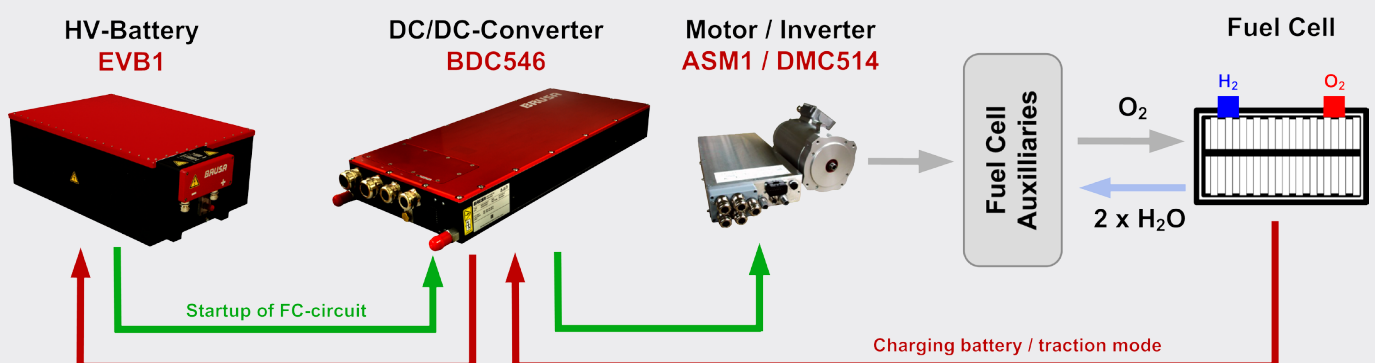 HV-Battery
EVB1
DC/DC-Converter
BDC546
Motor / Inverter
ASM1 / DMC514
Fuel Cell
H₂
O₂
BRUSA
BRUSA
Fuel Cell
Auxilliaries
O₂
2 x H₂O
Startup of FC-circuit
Charging battery / traction mode